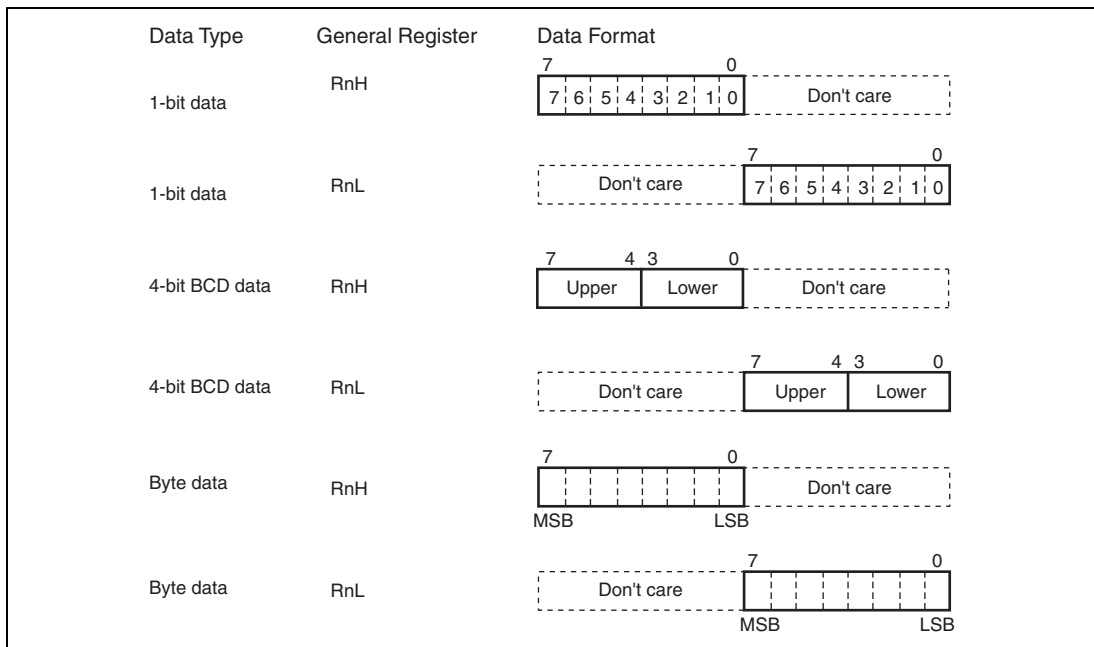 Data Type General Register Data Format
7 0
RnH
1-bit data 7 6 5 4 3 2 1 0 Don't care
7 0
1-bit data RnL Don't care 7 6 5 4 3 2 1 0
7 4 3 0
4-bit BCD data RnH Upper Lower Don't care
7 4 3 0
4-bit BCD data RnL Don't care Upper Lower
7 0
Byte data RnH Don't care
MSB LSB
7 0
Byte data RnL Don't care
MSB LSB